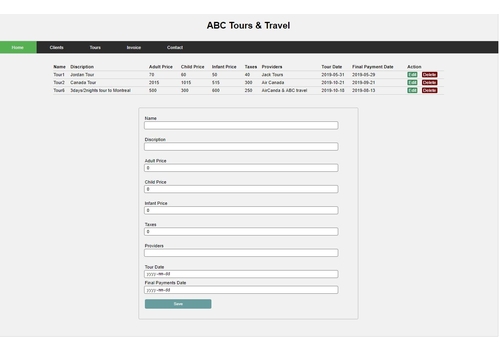 ABC Tours & Travel
Home Clients Tours Invoice Contact
Name Discription Adult Price Child Price Infant Price Taxes Providers Tour Date Final Payment Date Action
Tour1 Jordan Tour 70 60 50 40 Jack Tours 2019-05-31 2019-05-29 Edit Delete
Tour2 Canada Tour 2015 1015 515 300 Air Canada 2019-10-21 2019-09-21 Edit Delete
Tour6 3days/2nights tour to Montreal 500 300 600 250 AirCanda & ABC travel 2019-10-18 2019-08-13 Edit Delete
Name
Discription
Adult Price
0
Child Price
0
Infant Price
0
Taxes
0
Providers
Tour Date
yyyy-mm-dd
Final Payments Date
yyyy-mm-dd
Save